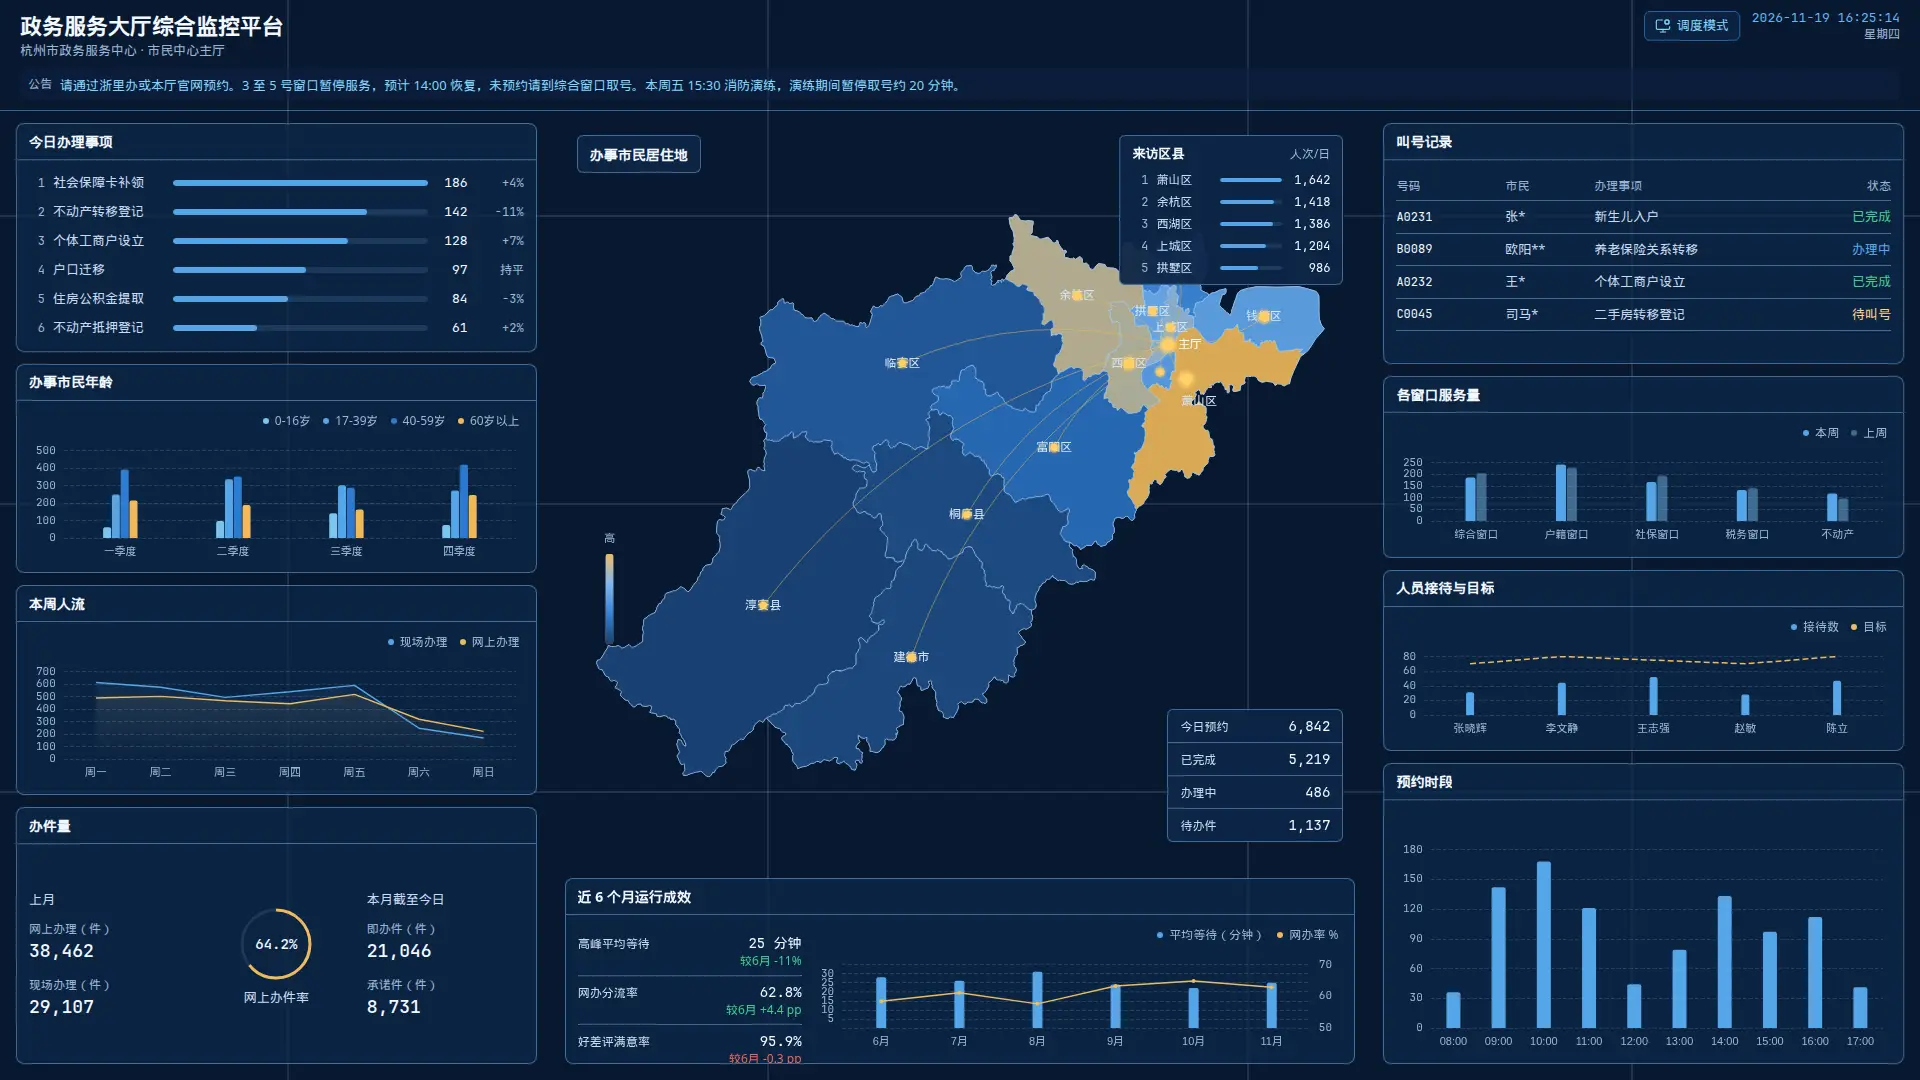 政务服务大厅综合监控平台
杭州市政务服务中心 · 市民中心主厅
调度模式
2026-11-19 16:25:14
星期四
公告 请通过浙里办或本厅官网预约。3 至 5 号窗口暂停服务，预计 14:00 恢复，未预约请到综合窗口取号。本周五 15:30 消防演练，演练期间暂停取号约 20 分钟。
今日办理事项
1 社会保障卡补领 186 +4%
2 不动产转移登记 142 -11%
3 个体工商户设立 128 +7%
4 户口迁移 97 持平
5 住房公积金提取 84 -3%
6 不动产抵押登记 61 +2%
办事市民年龄
0-16岁 17-39岁 40-59岁 60岁以上
500
400
300
200
100
0
一季度 二季度 三季度 四季度
本周人流
现场办理 网上办理
700
600
500
400
300
200
100
0
周一 周二 周三 周四 周五 周六 周日
办件量
上月
网上办理（件）
38,462
现场办理（件）
29,107
64.2%
网上办件率
本月截至今日
即办件（件）
21,046
承诺件（件）
8,731
办事市民居住地
来访区县 人次/日
1 萧山区 1,642
2 余杭区 1,418
3 西湖区 1,386
4 上城区 1,204
5 拱墅区 986
余杭区
拱墅区
钱塘区
上城区
主厅
临安区
西湖区
萧山区
富阳区
桐庐县
淳安县
建德市
高
今日预约 6,842
已完成 5,219
办理中 486
待办件 1,137
近 6 个月运行成效
高峰平均等待 25 分钟
较6月 -11%
网办分流率 62.8%
较6月 +4.4 pp
好差评满意率 95.9%
较6月 -0.3 pp
平均等待（分钟） 网办率 %
30
25
20
15
10
5
70
60
50
6月 7月 8月 9月 10月 11月
叫号记录
号码 市民 办理事项 状态
A0231 张* 新生儿入户 已完成
B0089 欧阳** 养老保险关系转移 办理中
A0232 王* 个体工商户设立 已完成
C0045 司马* 二手房转移登记 待叫号
各窗口服务量
本周 上周
250
200
150
100
50
0
综合窗口 户籍窗口 社保窗口 税务窗口 不动产
人员接待与目标
接待数 目标
80
60
40
20
0
张晓辉 李文静 王志强 赵敏 陈立
预约时段
180
150
120
90
60
30
0
08:00 09:00 10:00 11:00 12:00 13:00 14:00 15:00 16:00 17:00